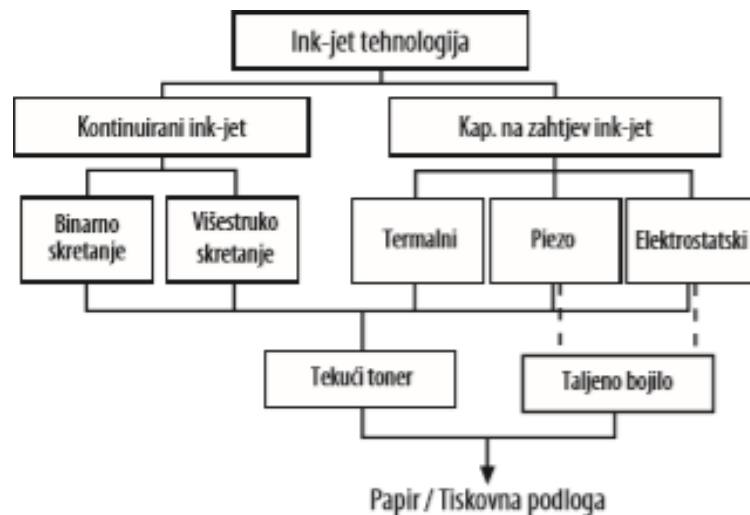 Ink-jet tehnologija
Kontinuirani ink-jet
Kap. na zahtjev ink-jet
Binarno
skretanje
Višestruko
skretanje
Termalni
Piezo
Elektrostatski
Tekući toner
Taljeno bojilo
Papir / Tiskovna podloga